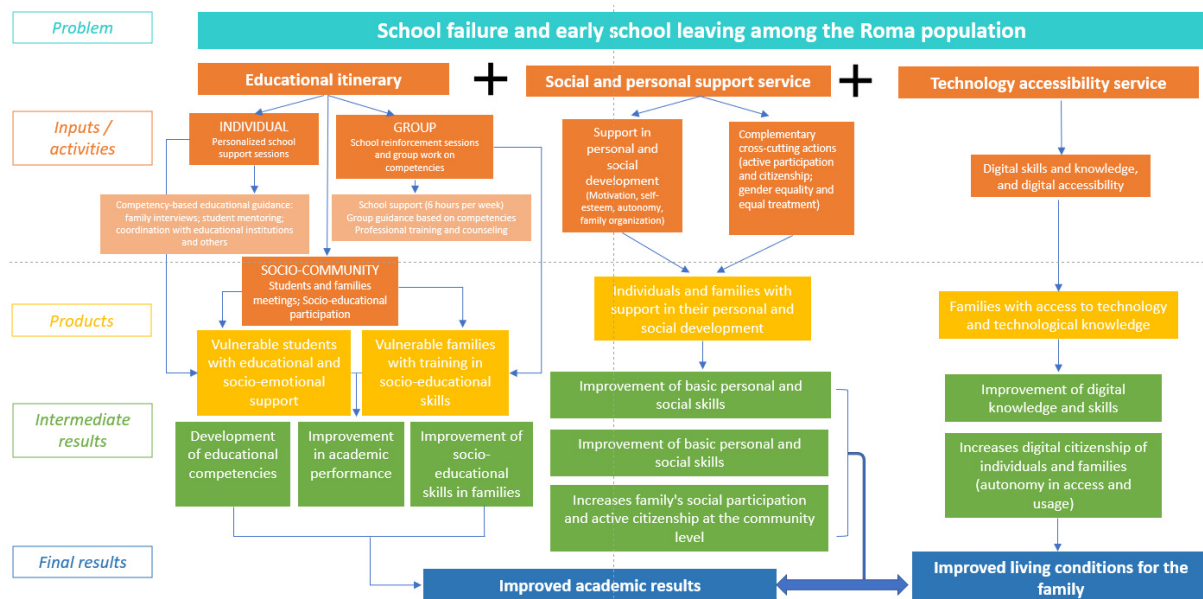 Problem
School failure and early school leaving among the Roma population
Educational itinerary
+
Social and personal support service
+
Technology accessibility service
Inputs /
activities
INDIVIDUAL
Personalized school
support sessions
GROUP
School reinforcement sessions
and group work on
competencies
Support in
personal and
social
development
(Motivation, self-
esteem, autonomy,
family organization)
Complementary
cross-cutting actions
(active participation
and citizenship;
gender equality and
equal treatment)
Digital skills and knowledge,
and digital accessibility
Competency-based educational guidance:
family interviews; student mentoring;
coordination with educational institutions
and others
School support (6 hours per week)
Group guidance based on competencies
Professional training and counseling
SOCIO-COMMUNITY
Students and families
meetings; Socio-educational
participation
Products
Individuals and families with
support in their personal and
social development
Families with access to technology
and technological knowledge
Vulnerable students
with educational and
socio-emotional
support
Vulnerable families
with training in
socio-educational
skills
Intermediate
results
Improvement of basic personal and
social skills
Improvement of digital
knowledge and skills
Development
of educational
competencies
Improvement
in academic
performance
Improvement of
socio-
educational
skills in families
Improvement of basic personal and
social skills
Increases digital citizenship of
individuals and families
(autonomy in access and
usage)
Increases family's social participation
and active citizenship at the community
level
Final results
Improved academic results
Improved living conditions for the
family